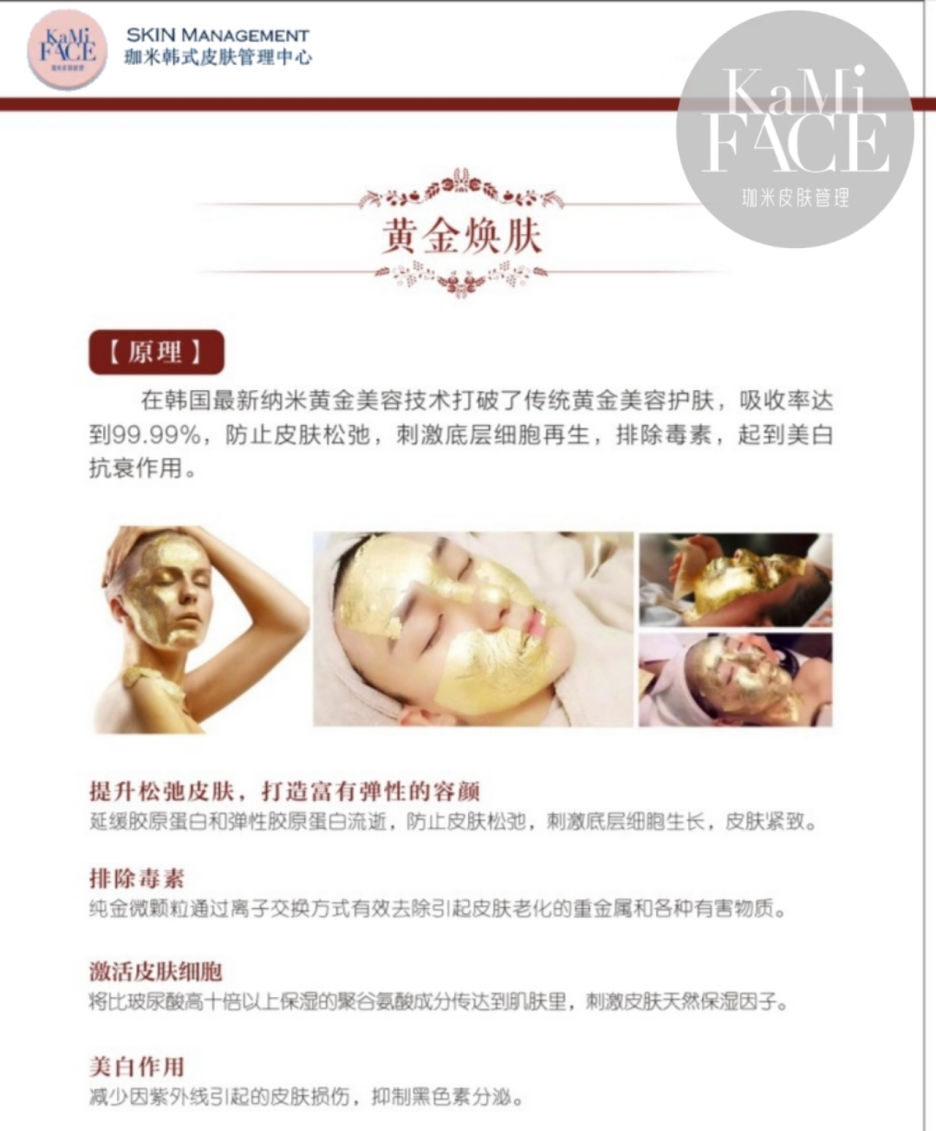 KaMi
FACE
SKIN MANAGEMENT
珈米韩式皮肤管理中心
KaMi
FACE
珈米皮肤管理
黄金焕肤
【原理】
在韩国最新纳米黄金美容技术打破了传统黄金美容护肤，吸收率达
到99.99%，防止皮肤松弛，刺激底层细胞再生，排除毒素，起到美白
抗衰作用。
提升松弛皮肤，打造富有弹性的容颜
延缓胶原蛋白和弹性胶原蛋白流逝，防止皮肤松弛，刺激底层细胞生长，皮肤紧致。
排除毒素
纯金微颗粒通过离子交换方式有效去除引起皮肤老化的重金属和各种有害物质。
激活皮肤细胞
将比玻尿酸高十倍以上保湿的聚谷氨酸成分传达到肌肤里，刺激皮肤天然保湿因子。
美白作用
减少因紫外线引起的皮肤损伤，抑制黑色素分泌。